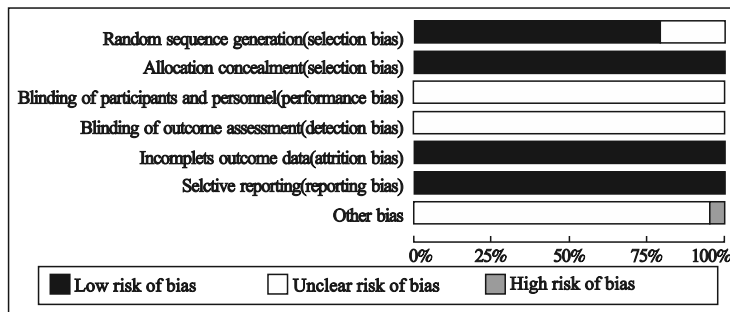 Random sequence generation(selection bias)
Allocation concealment(selection bias)
Blinding of participants and personnel(performance bias)
Blinding of outcome assessment(detection bias)
Incomplets outcome data(attrition bias)
Selctive reporting(reporting bias)
Other bias
0% 25% 50% 75% 100%
Low risk of bias Unclear risk of bias High risk of bias